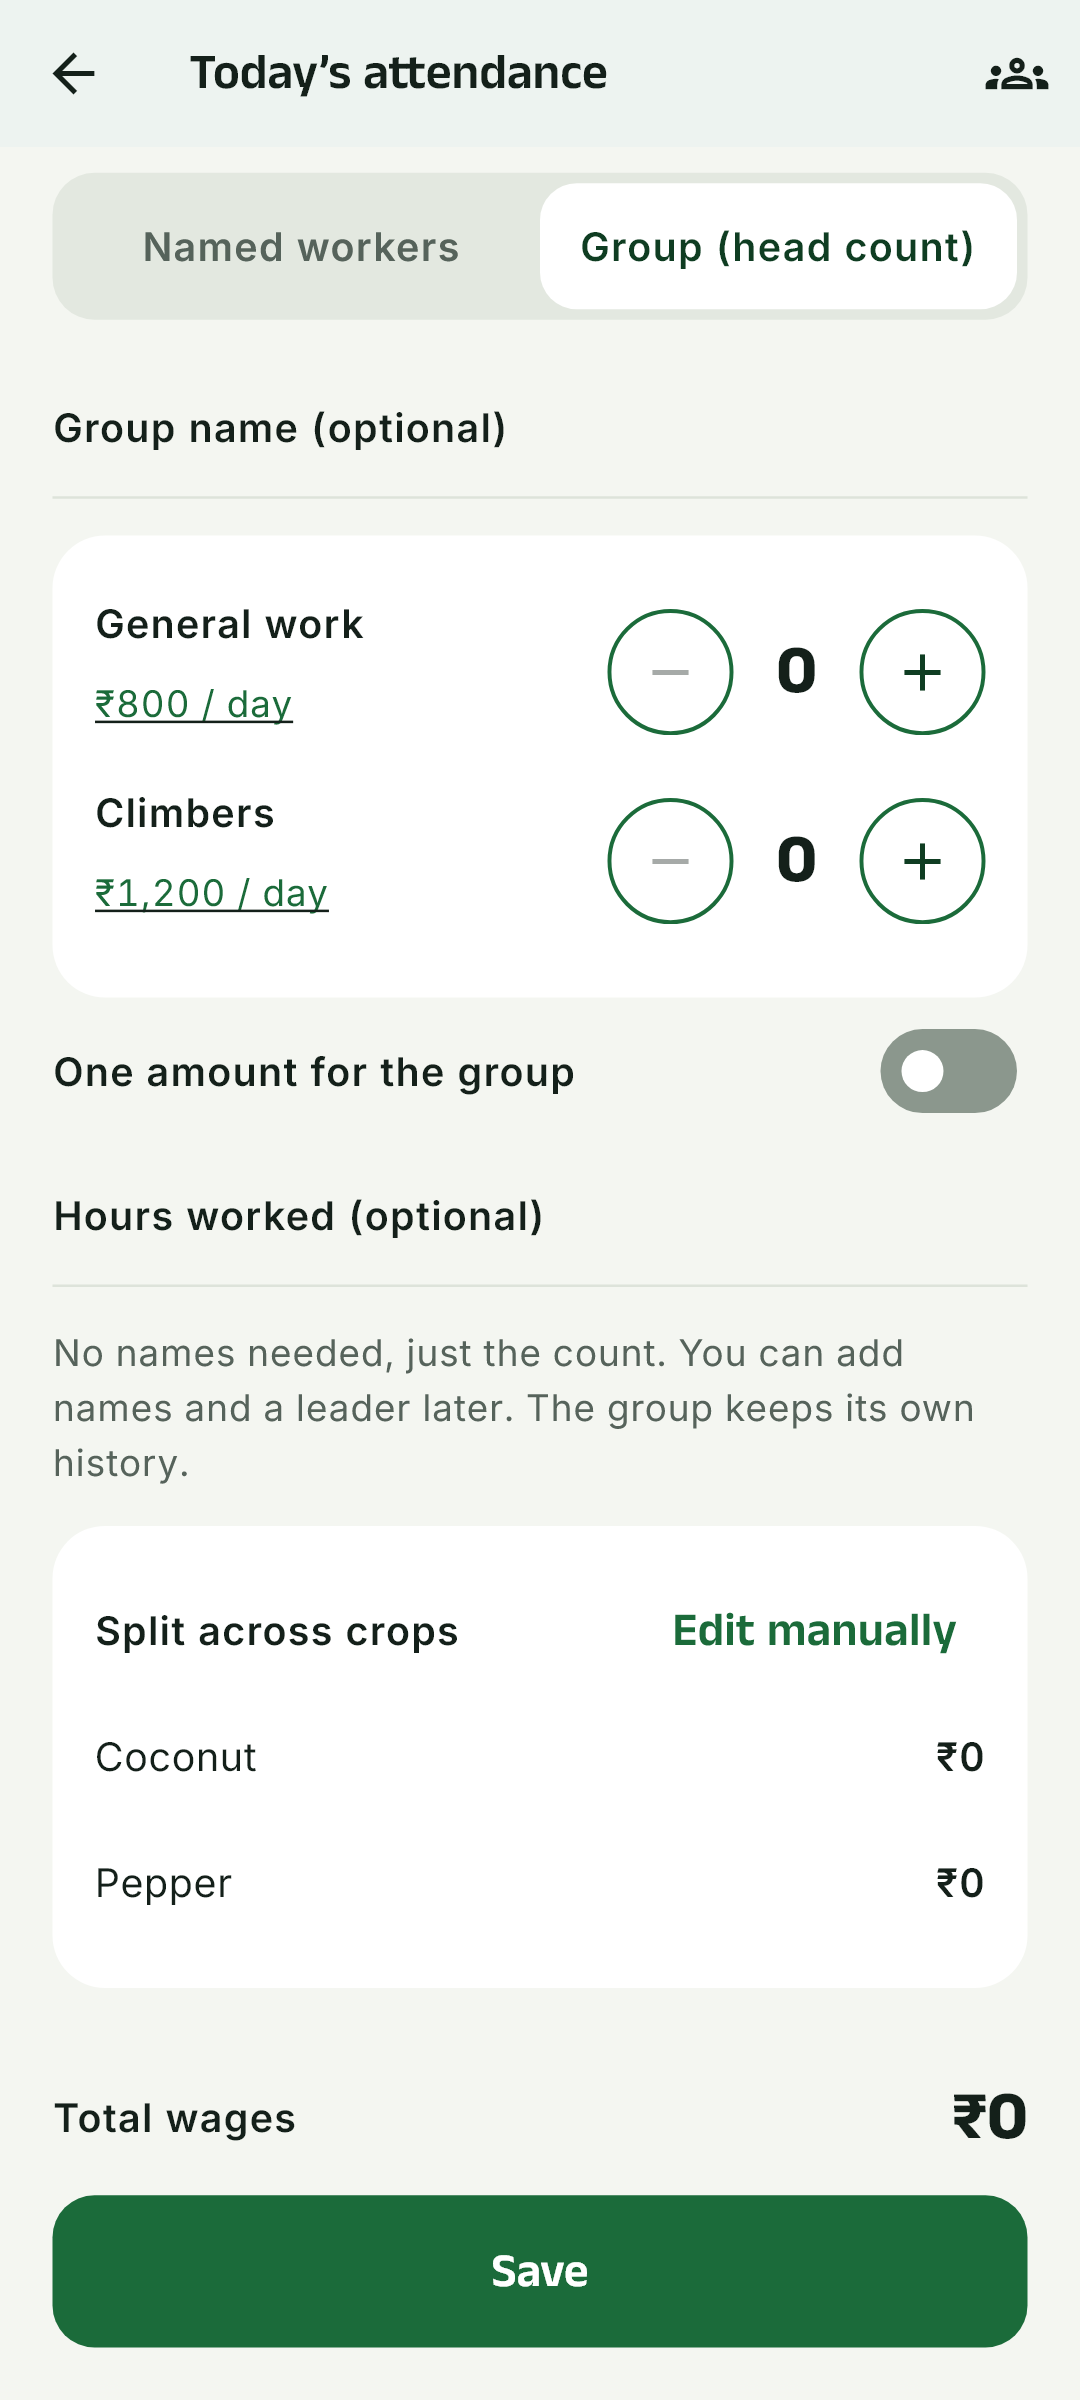 Today’s attendance
Named workers
Group (head count)
Group name (optional)
General work
₹800 / day
0
Climbers
₹1,200 / day
0
One amount for the group
Hours worked (optional)
No names needed, just the count. You can add
names and a leader later. The group keeps its own
history.
Split across crops
Edit manually
Coconut
₹0
Pepper
₹0
Total wages
₹0
Save